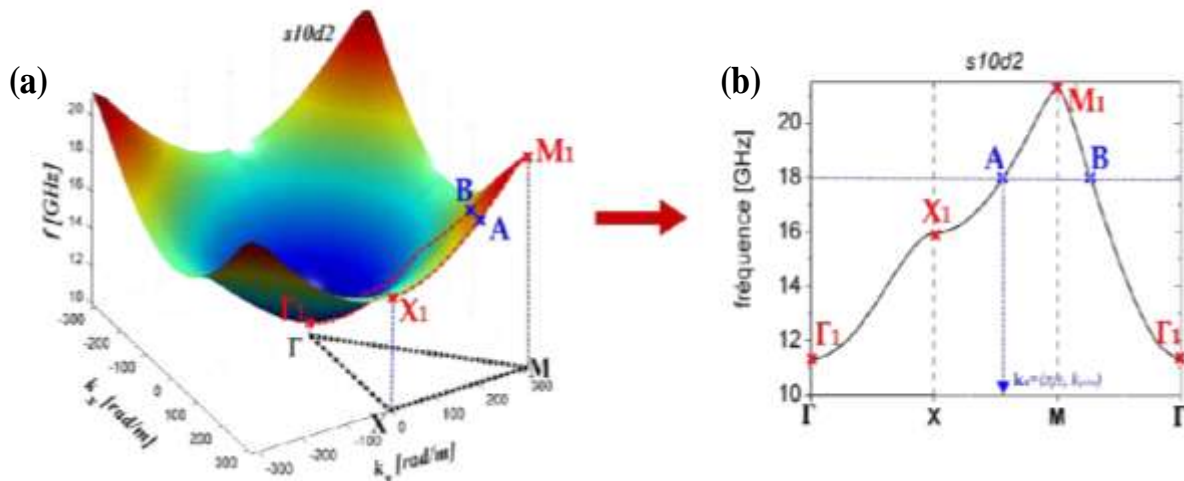 (a)
s10d2
f [GHz]
20
18
16
14
12
10
-300
-200
-100
0
100
200
300
k_x [rad/m]
-300
-200
-100
0
100
200
300
k_y [rad/m]
B
A
M1
Γ1
X1
Γ
X
M
(b)
s10d2
fréquence [GHz]
20
18
16
14
12
10
M1
A
B
X1
Γ1
Γ1
Γ
X
M
Γ